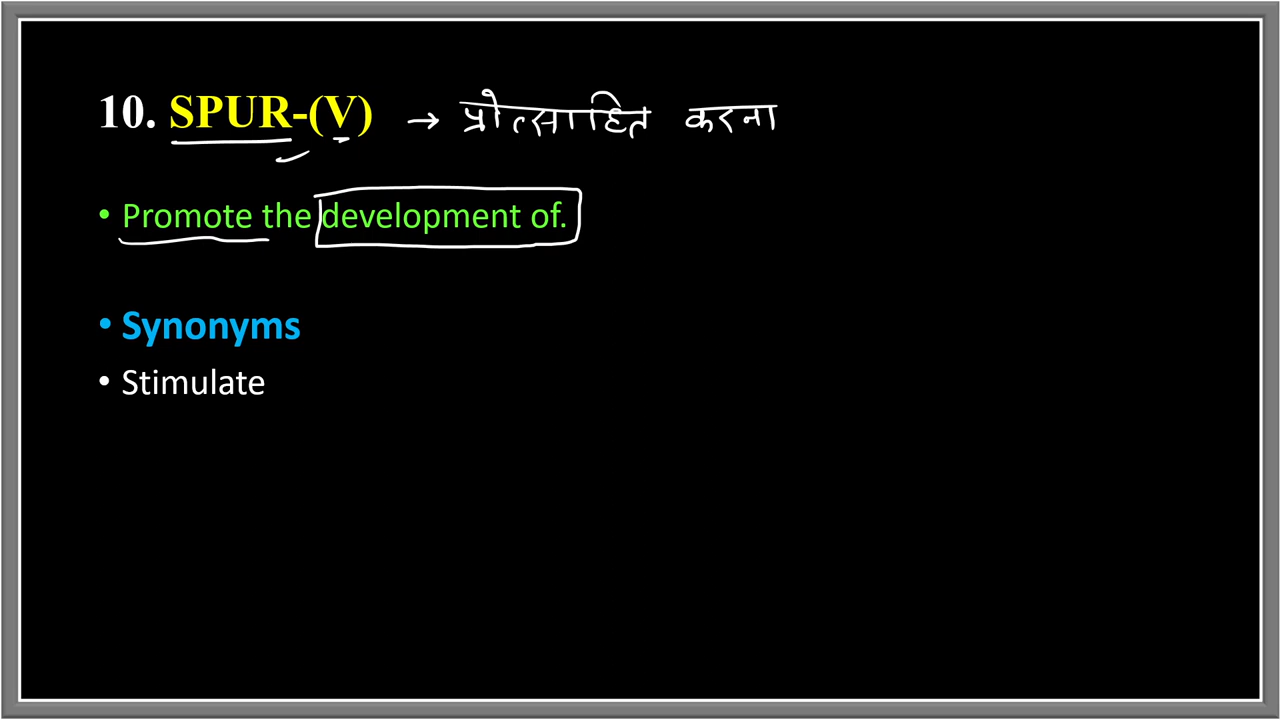 10. SPUR-(V) → प्रोत्साहित करना
• Promote the development of.
• Synonyms
• Stimulate